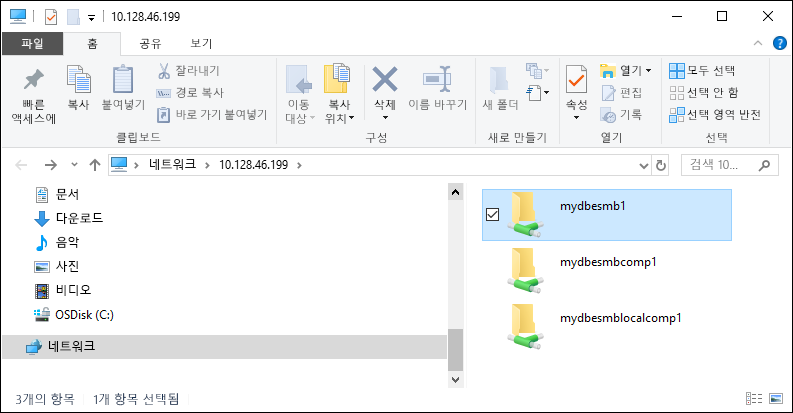 10.128.46.199
파일 홈 공유 보기
빠른 액세스에
복사
붙여넣기
잘라내기
경로 복사
바로 가기 붙여넣기
클립보드
이동 대상
복사 위치
삭제
이름 바꾸기
구성
새 폴더
새로 만들기
속성
열기
편집
기록
열기
모두 선택
선택 안 함
선택 영역 반전
선택
네트워크 10.128.46.199
검색 10...
문서
다운로드
음악
사진
비디오
OSDisk (C:)
네트워크
mydbesmb1
mydbesmbcomp1
mydbesmblocalcomp1
3개의 항목 1개 항목 선택됨